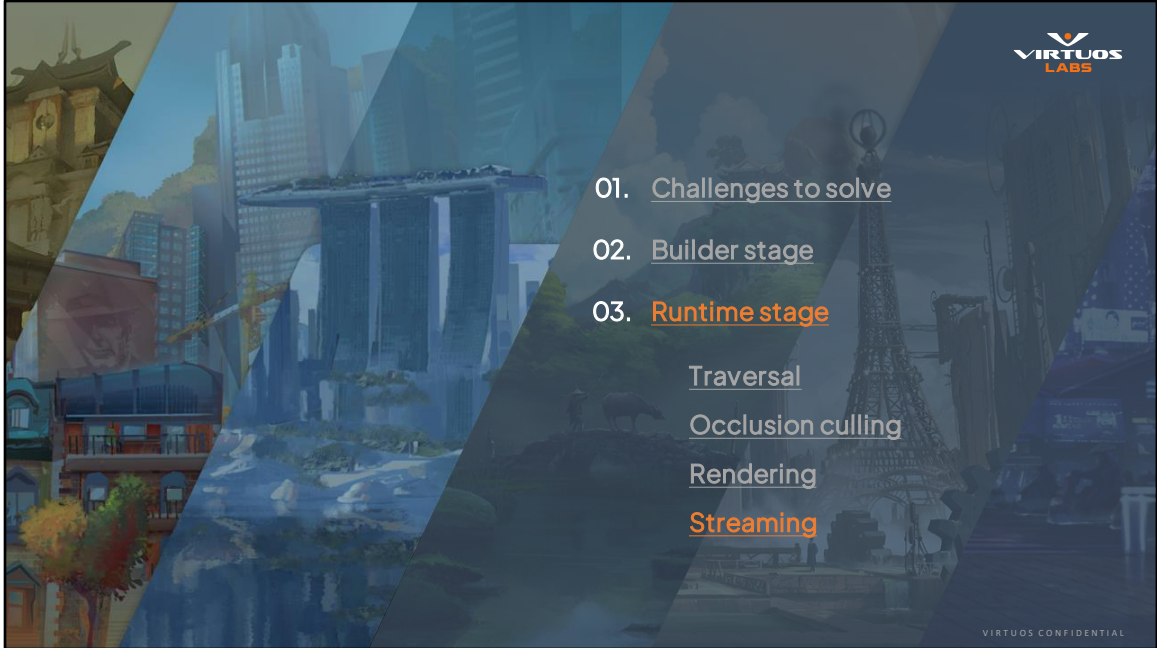 VIRTUOS
LABS
01. Challenges to solve
02. Builder stage
03. Runtime stage
Traversal
Occlusion culling
Rendering
Streaming
VIRTUOS CONFIDENTIAL